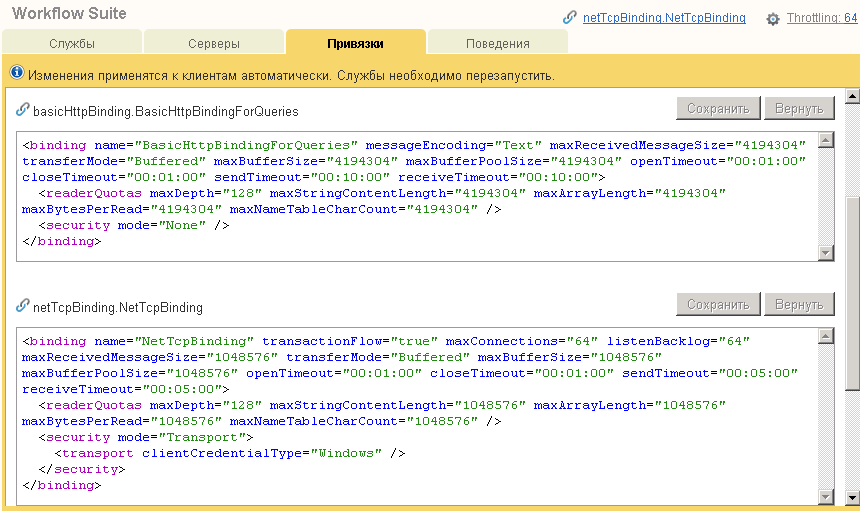 Workflow Suite
netTcpBinding.NetTcpBinding Throttling: 64
Службы Серверы Привязки Поведения
Изменения применятся к клиентам автоматически. Службы необходимо перезапустить.
basicHttpBinding.BasicHttpBindingForQueries Сохранить Вернуть
<binding name="BasicHttpBindingForQueries" messageEncoding="Text" maxReceivedMessageSize="4194304"
transferMode="Buffered" maxBufferSize="4194304" maxBufferPoolSize="4194304" openTimeout="00:01:00"
closeTimeout="00:01:00" sendTimeout="00:10:00" receiveTimeout="00:10:00">
<readerQuotas maxDepth="128" maxStringContentLength="4194304" maxArrayLength="4194304"
maxBytesPerRead="4194304" maxNameTableCharCount="4194304" />
<security mode="None" />
</binding>
netTcpBinding.NetTcpBinding Сохранить Вернуть
<binding name="NetTcpBinding" transactionFlow="true" maxConnections="64" listenBacklog="64"
maxReceivedMessageSize="1048576" transferMode="Buffered" maxBufferSize="1048576"
maxBufferPoolSize="1048576" openTimeout="00:01:00" closeTimeout="00:01:00" sendTimeout="00:05:00"
receiveTimeout="00:05:00">
<readerQuotas maxDepth="128" maxStringContentLength="1048576" maxArrayLength="1048576"
maxBytesPerRead="1048576" maxNameTableCharCount="1048576" />
<security mode="Transport">
<transport clientCredentialType="Windows" />
</security>
</binding>